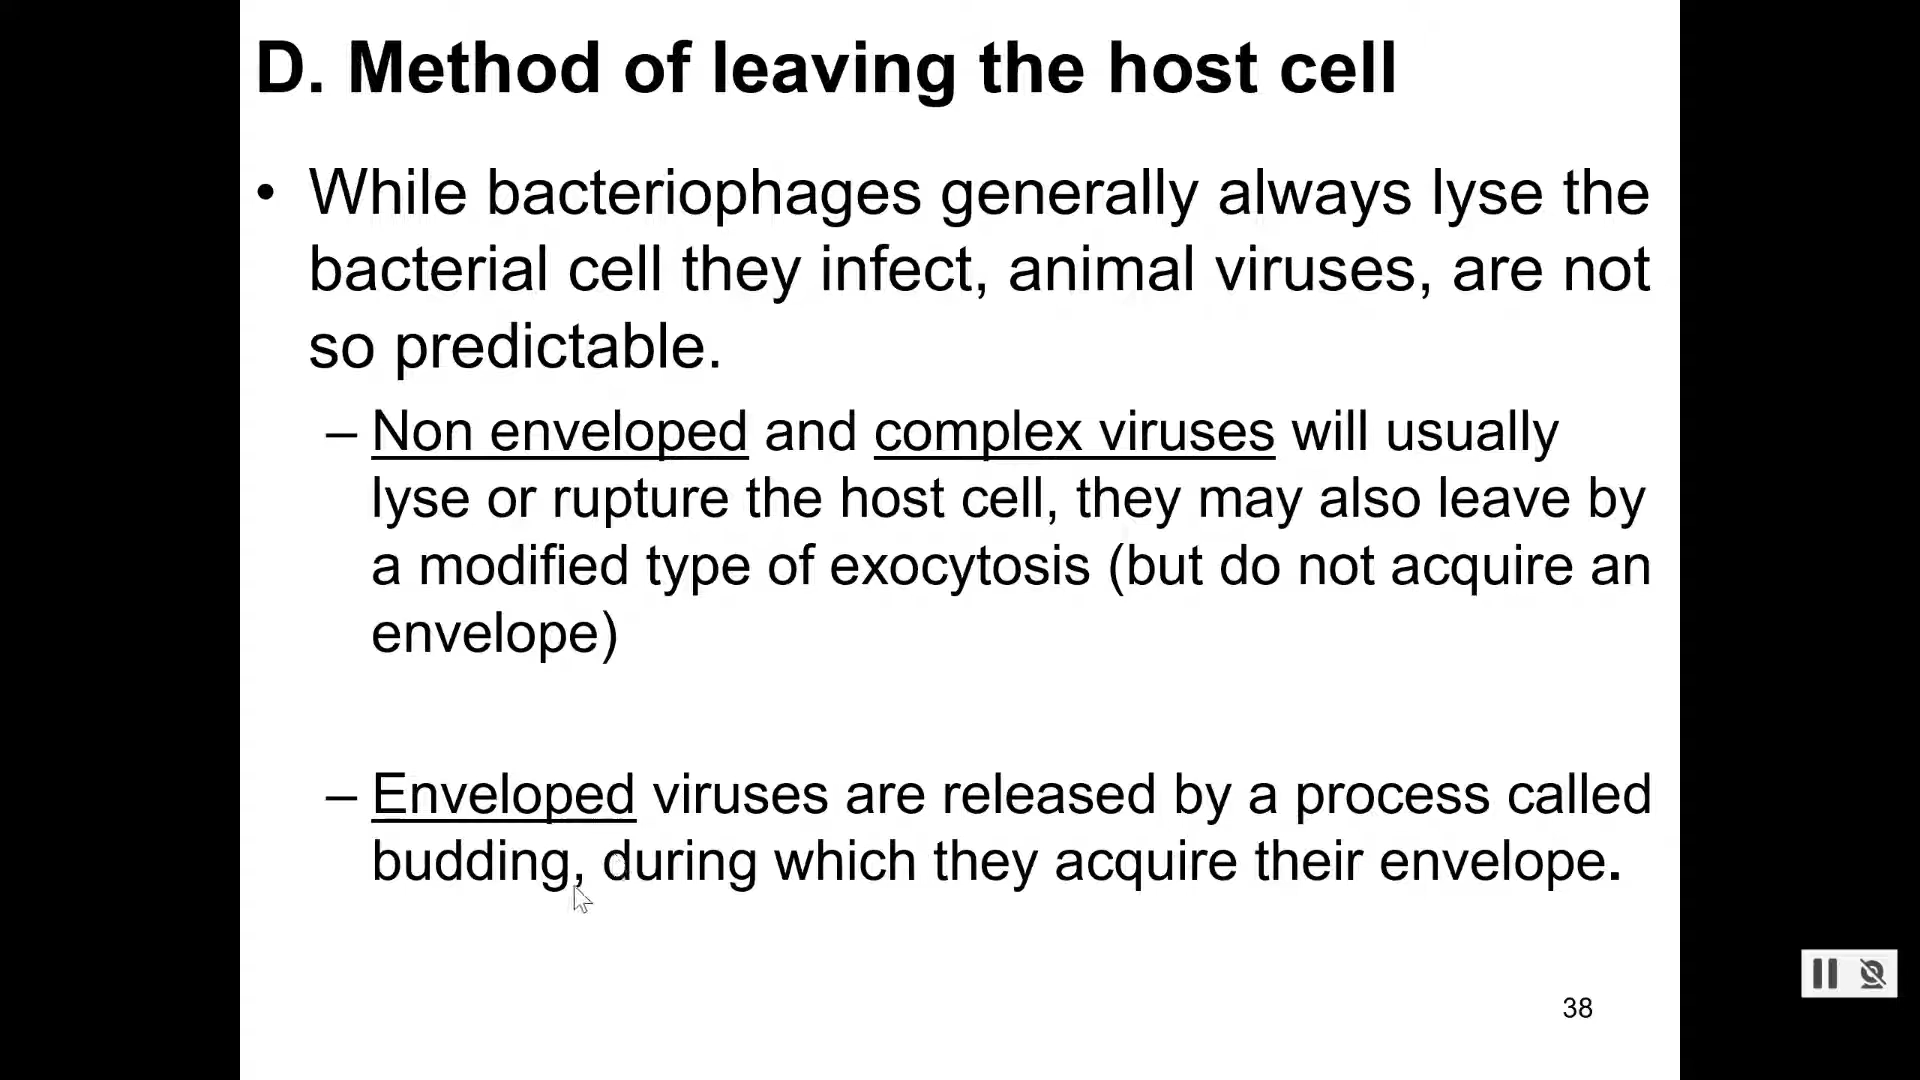 D. Method of leaving the host cell
• While bacteriophages generally always lyse the
bacterial cell they infect, animal viruses, are not
so predictable.
– Non enveloped and complex viruses will usually
lyse or rupture the host cell, they may also leave by
a modified type of exocytosis (but do not acquire an
envelope)
– Enveloped viruses are released by a process called
budding, during which they acquire their envelope.
38